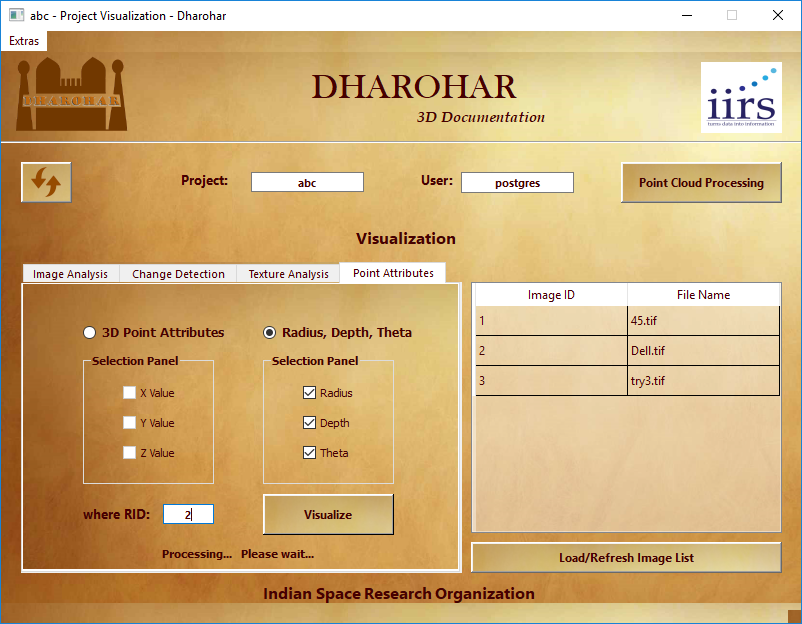 abc - Project Visualization - Dharohar
Extras
DHAROHAR
DHAROHAR
3D Documentation
iirs
turns data into information
Project: abc User: postgres Point Cloud Processing
Visualization
Image Analysis Change Detection Texture Analysis Point Attributes
3D Point Attributes Radius, Depth, Theta
Selection Panel Selection Panel
X Value Radius
Y Value Depth
Z Value Theta
where RID: 2 Visualize
Processing... Please wait...
Image ID File Name
1 45.tif
2 Dell.tif
3 try3.tif
Load/Refresh Image List
Indian Space Research Organization